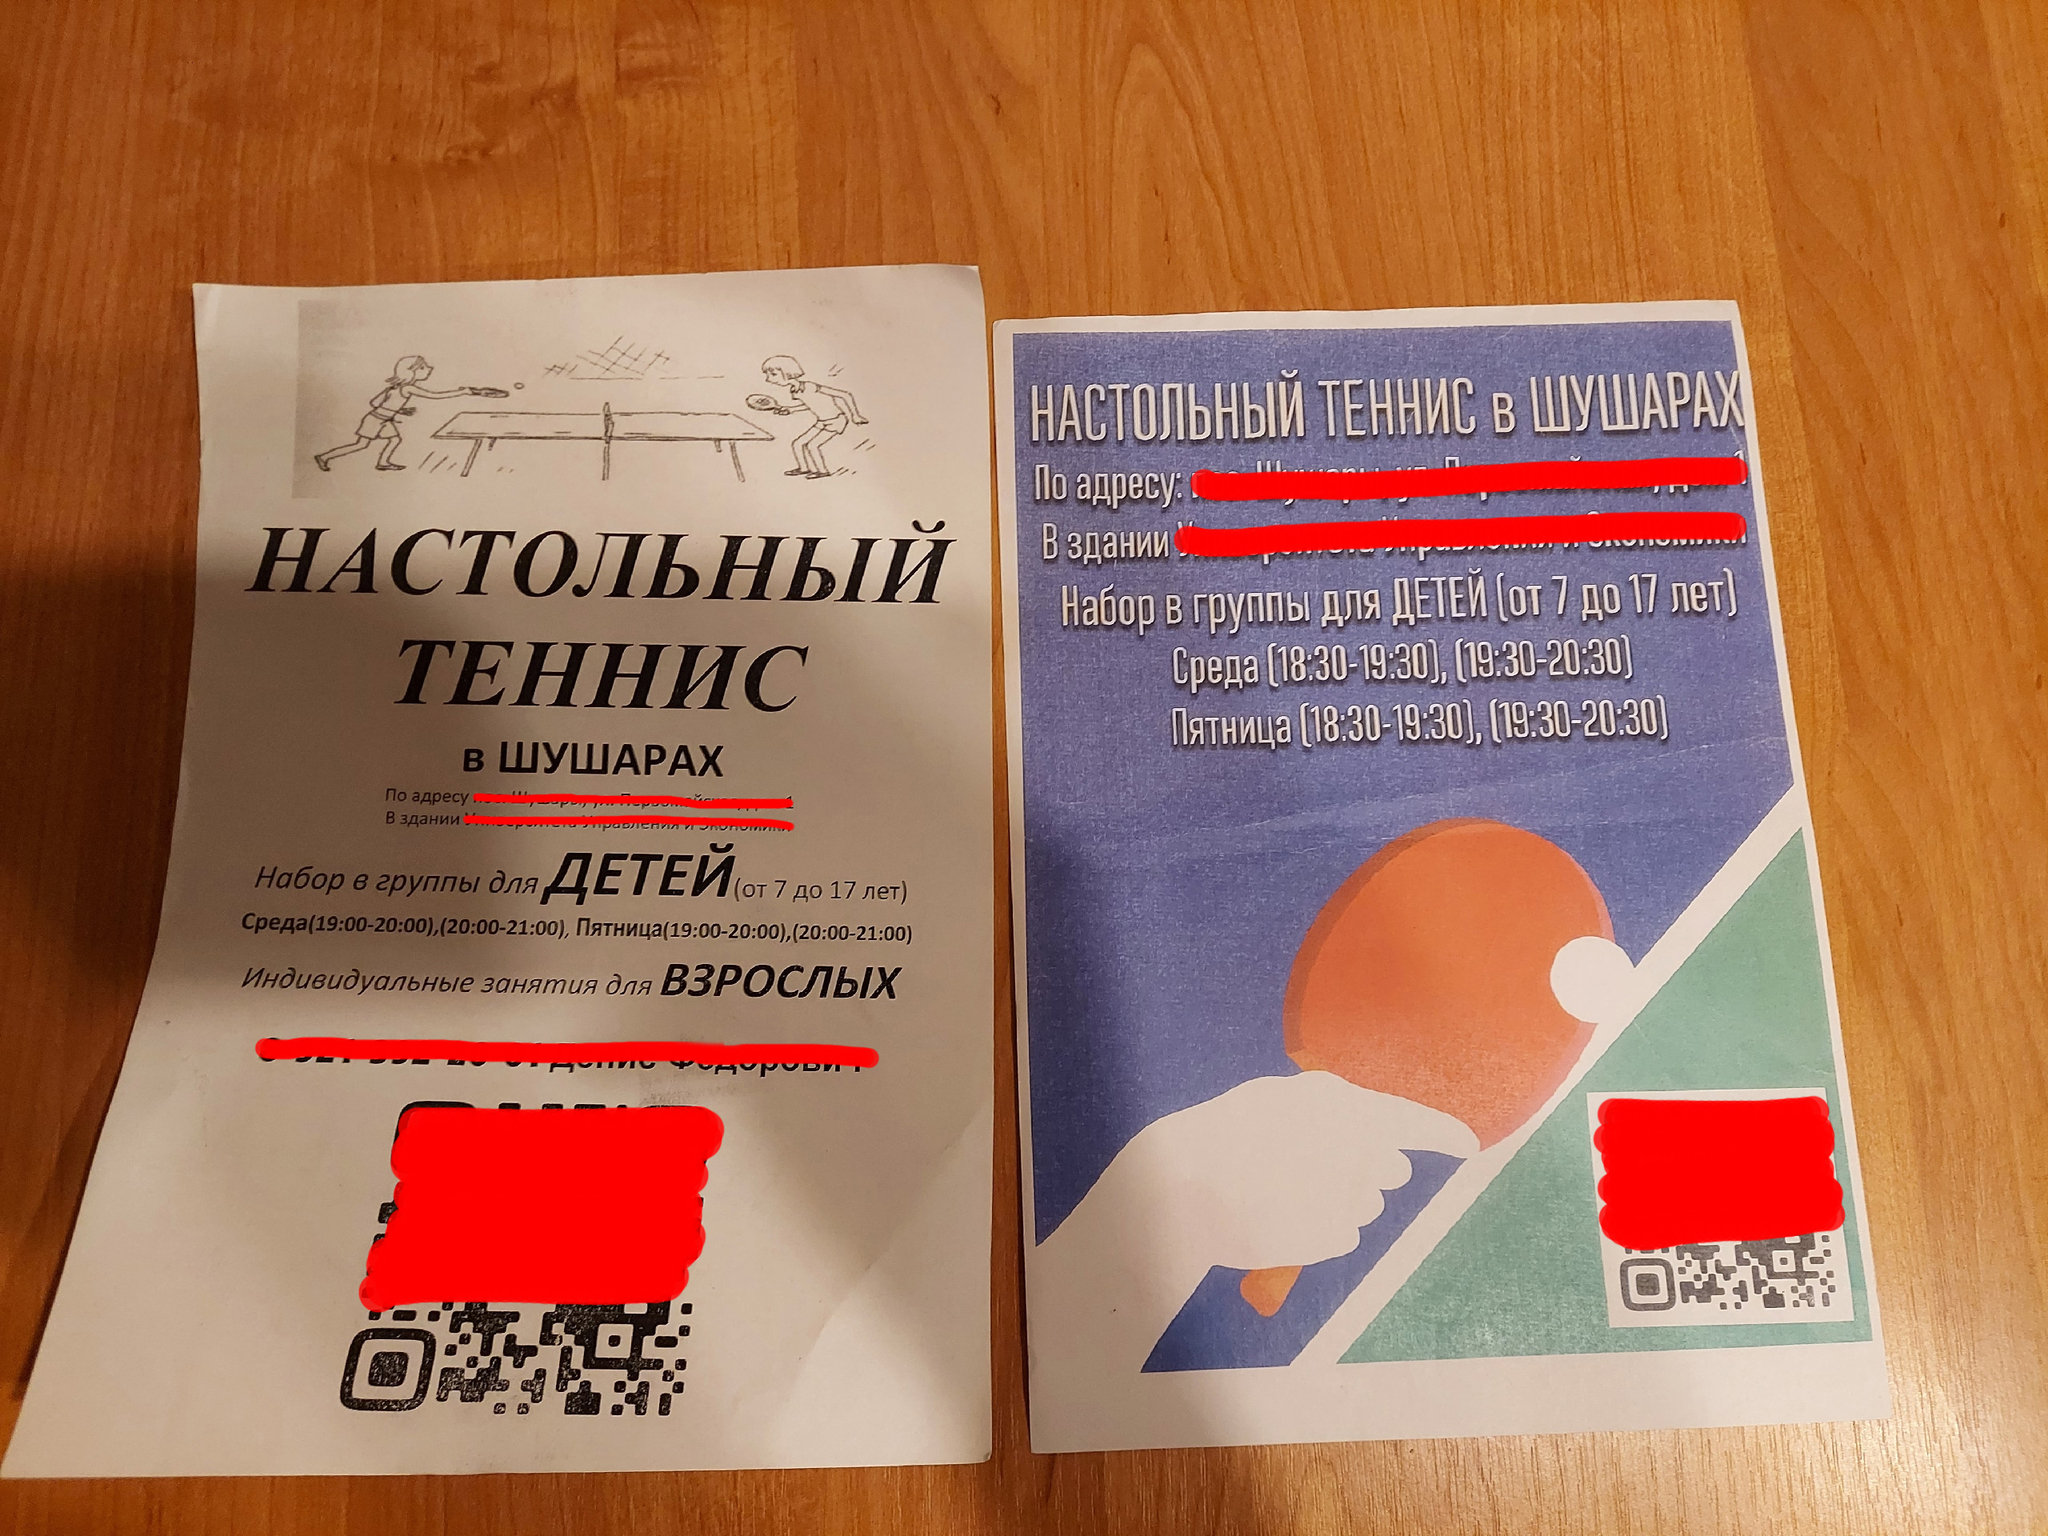 НАСТОЛЬНЫЙ
ТЕННИС
в ШУШАРАХ
По адресу
В здании
Набор в группы для ДЕТЕЙ (от 7 до 17 лет)
Среда(19:00-20:00),(20:00-21:00), Пятница(19:00-20:00),(20:00-21:00)
Индивидуальные занятия для ВЗРОСЛЫХ
НАСТОЛЬНЫЙ ТЕННИС в ШУШАРАХ
По адресу:
В здании
Набор в группы для ДЕТЕЙ (от 7 до 17 лет)
Среда (18:30-19:30), (19:30-20:30)
Пятница (18:30-19:30), (19:30-20:30)